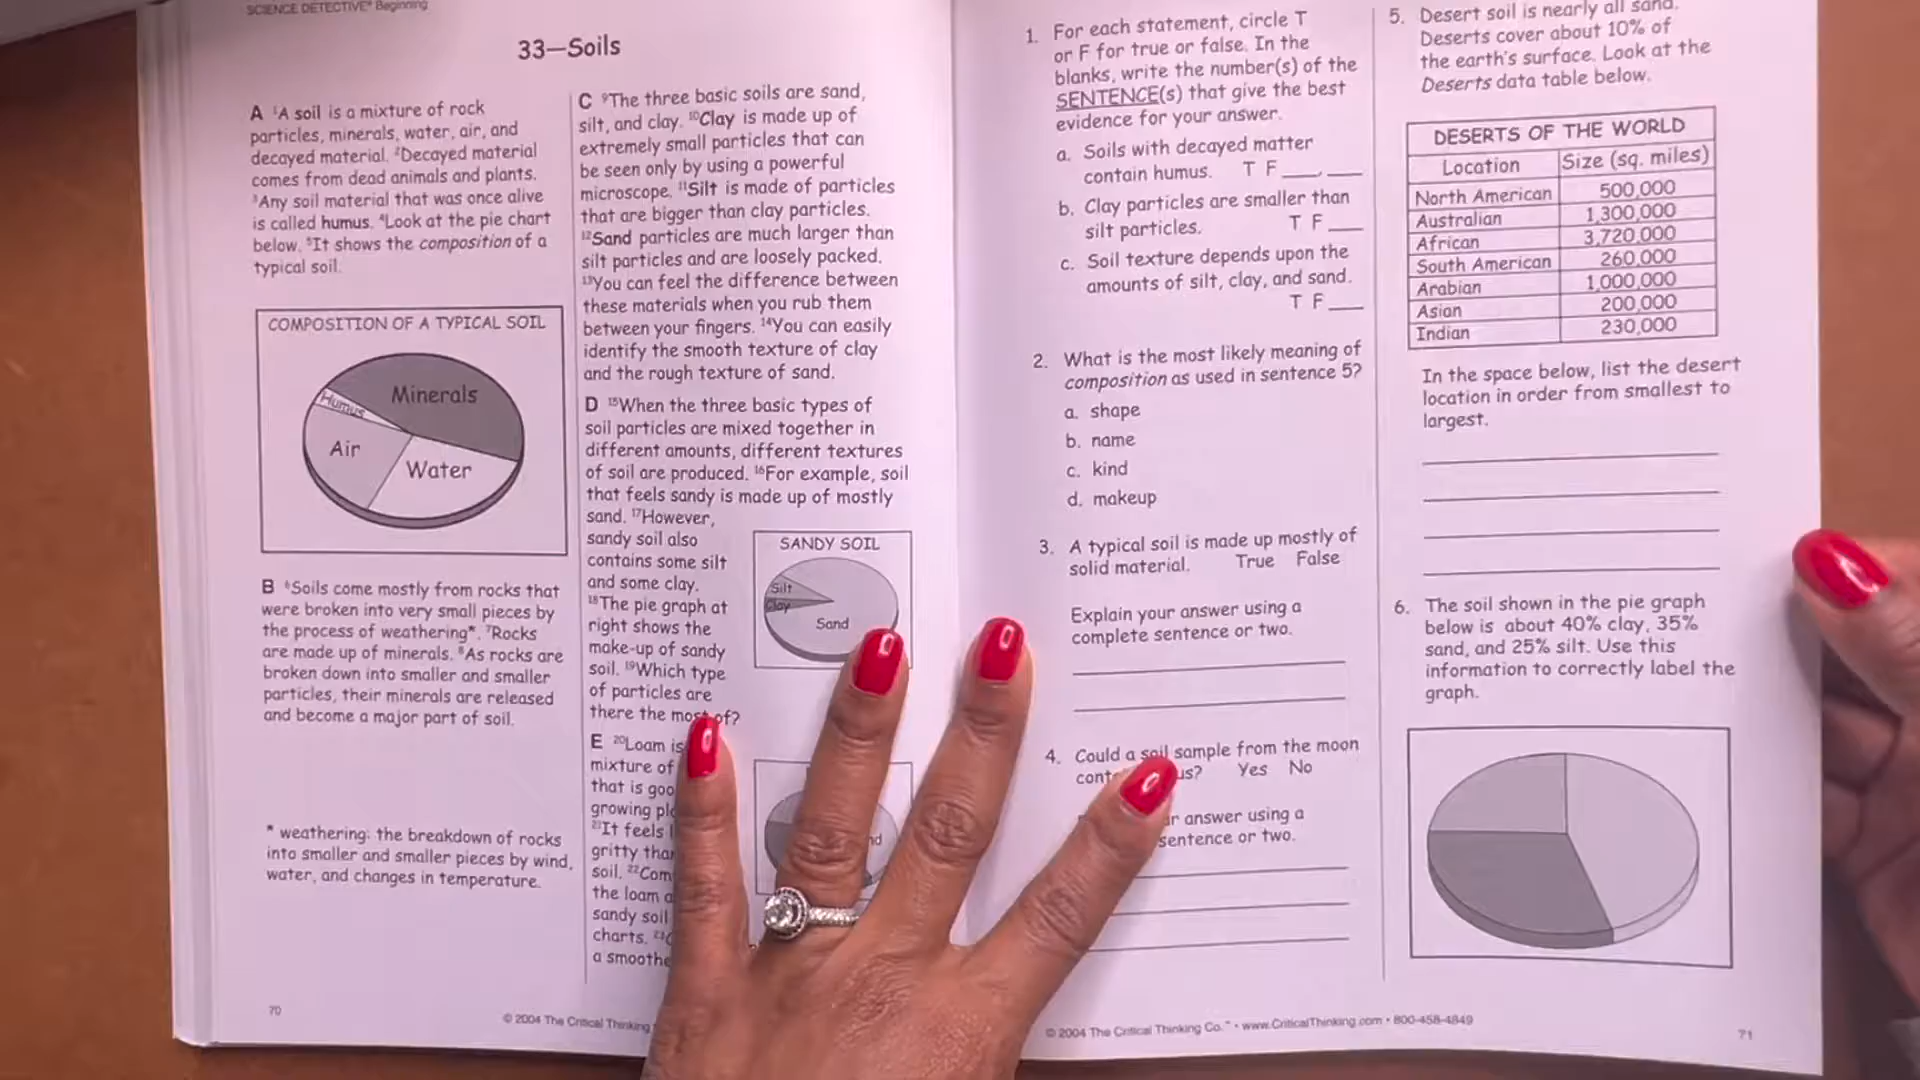 SCIENCE DETECTIVE® Beginning
33—Soils
A ¹A soil is a mixture of rock
particles, minerals, water, air, and
decayed material. ²Decayed material
comes from dead animals and plants.
³Any soil material that was once alive
is called humus. ⁴Look at the pie chart
below. ⁵It shows the composition of a
typical soil.
COMPOSITION OF A TYPICAL SOIL
Minerals
Humus
Air
Water
B ⁶Soils come mostly from rocks that
were broken into very small pieces by
the process of weathering*. ⁷Rocks
are made up of minerals. ⁸As rocks are
broken down into smaller and smaller
particles, their minerals are released
and become a major part of soil.
* weathering: the breakdown of rocks
into smaller and smaller pieces by wind,
water, and changes in temperature.
70
C ⁹The three basic soils are sand,
silt, and clay. ¹⁰Clay is made up of
extremely small particles that can
be seen only by using a powerful
microscope. ¹¹Silt is made of particles
that are bigger than clay particles.
¹²Sand particles are much larger than
silt particles and are loosely packed.
¹³You can feel the difference between
these materials when you rub them
between your fingers. ¹⁴You can easily
identify the smooth texture of clay
and the rough texture of sand.
D ¹⁵When the three basic types of
soil particles are mixed together in
different amounts, different textures
of soil are produced. ¹⁶For example, soil
that feels sandy is made up of mostly
sand. ¹⁷However,
sandy soil also
contains some silt
and some clay.
¹⁸The pie graph at
right shows the
make-up of sandy
soil. ¹⁹Which type
of particles are
there the most of?
SANDY SOIL
Silt
Clay
Sand
E ²⁰Loam is
mixture of
that is
growing
²¹It feels
gritty
soil.
the loam
sandy soil
charts.
a
© 2004 The Critical Thinking
1. For each statement, circle T
or F for true or false. In the
blanks, write the number(s) of the
SENTENCE(s) that give the best
evidence for your answer.
a. Soils with decayed matter
contain humus. T F ___, ___
b. Clay particles are smaller than
silt particles. T F ___
c. Soil texture depends upon the
amounts of silt, clay, and sand.
T F ___
2. What is the most likely meaning of
composition as used in sentence 5?
a. shape
b. name
c. kind
d. makeup
3. A typical soil is made up mostly of
solid material. True False
Explain your answer using a
complete sentence or two.
4. Could a soil sample from the moon
Yes No
answer using a
sentence or two.
5. Desert soil is nearly all sand.
Deserts cover about 10% of
the earth's surface. Look at the
Deserts data table below.
DESERTS OF THE WORLD
Location Size (sq. miles)
North American 500,000
Australian 1,300,000
African 3,720,000
South American 260,000
Arabian 1,000,000
Asian 200,000
Indian 230,000
In the space below, list the desert
location in order from smallest to
largest.
6. The soil shown in the pie graph
below is about 40% clay, 35%
sand, and 25% silt. Use this
information to correctly label the
graph.
© 2004 The Critical Thinking Co.™ • www.CriticalThinking.com • 800-458-4849
71